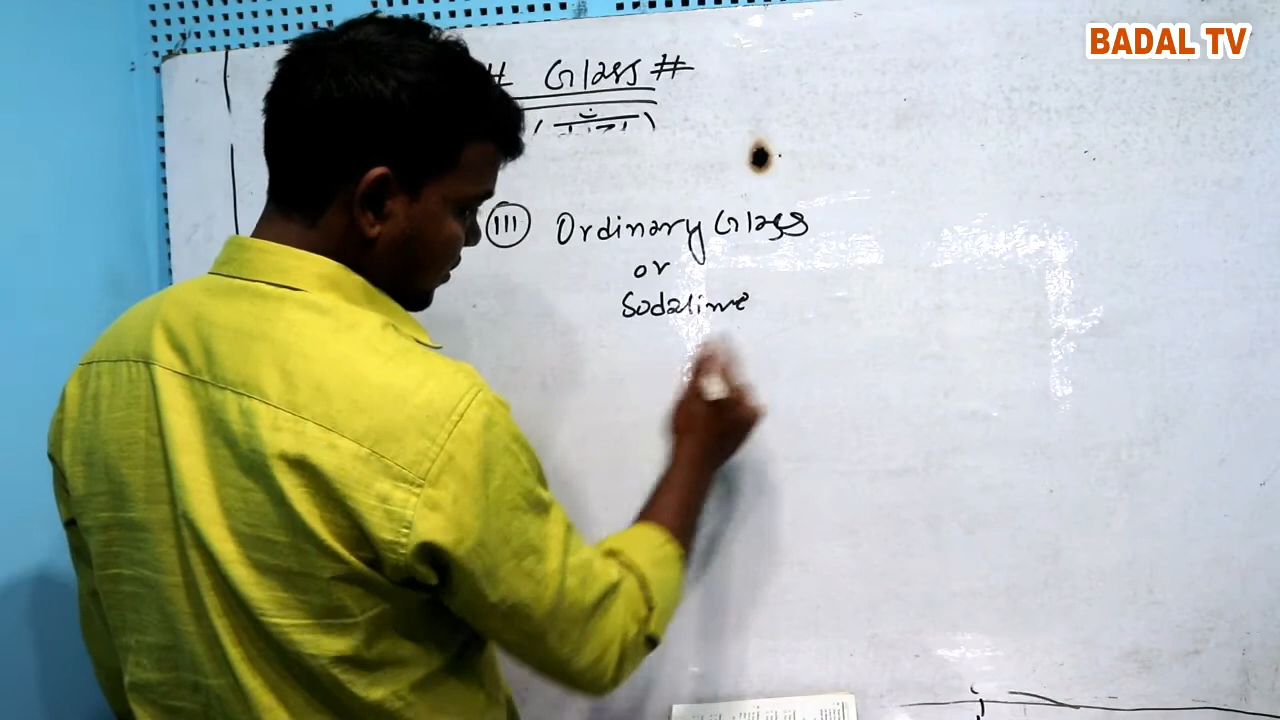 BADAL TV
# Glass #
III Ordinary Glass
or
Sodalime